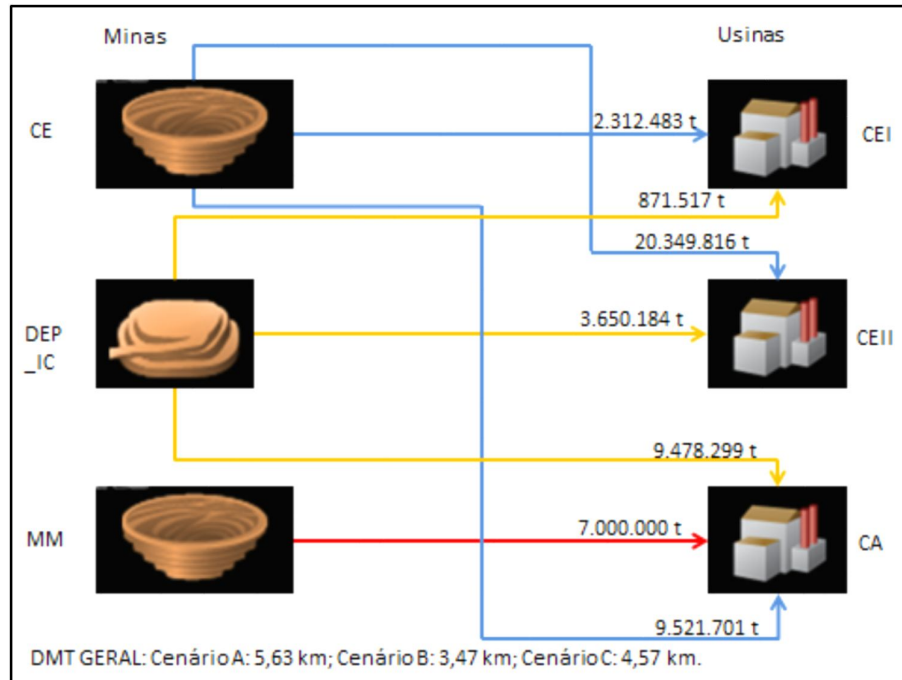 Minas
Usinas
CE
2.312.483 t
CEI
871.517 t
20.349.816 t
DEP
_IC
3.650.184 t
CEII
9.478.299 t
MM
7.000.000 t
CA
9.521.701 t
DMT GERAL: Cenário A: 5,63 km; Cenário B: 3,47 km; Cenário C: 4,57 km.